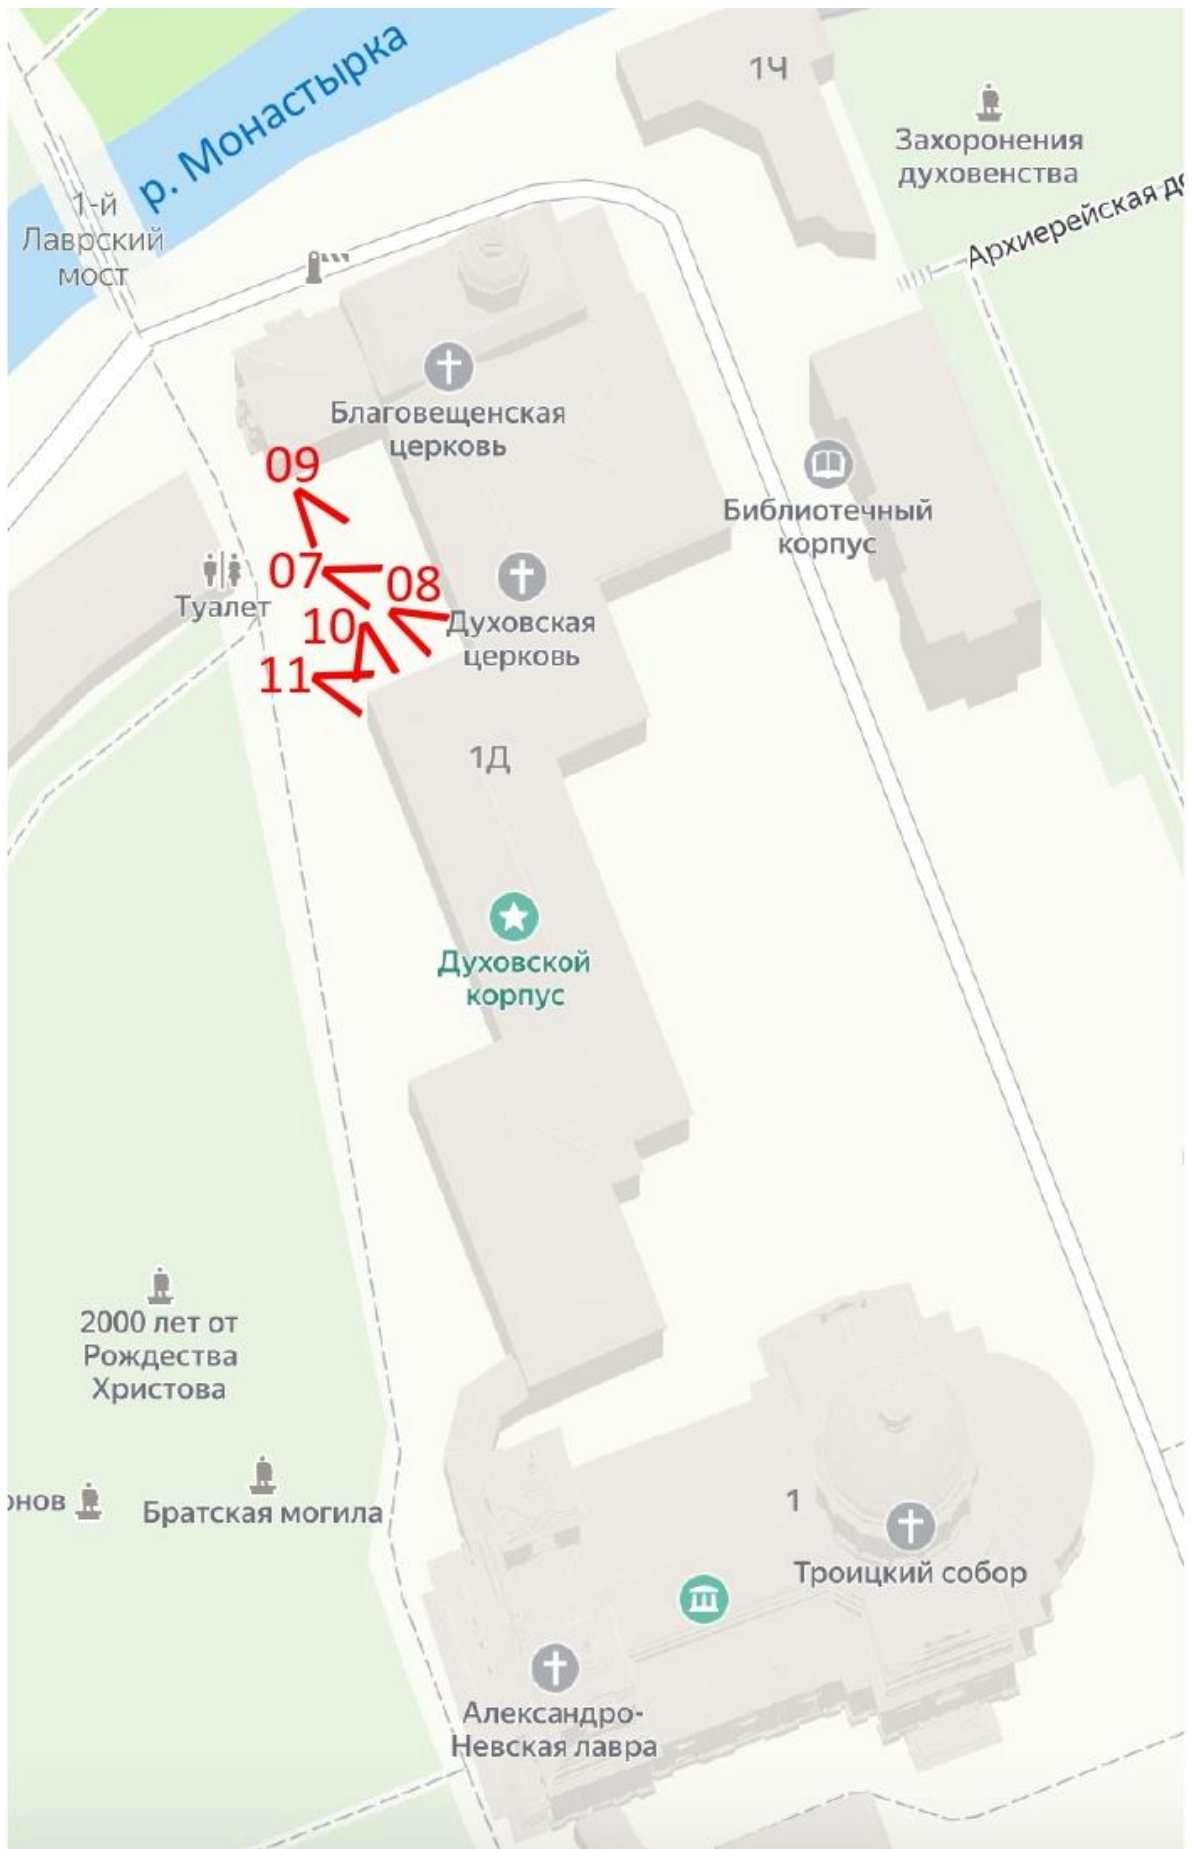 р. Монастырка
1Ч
Захоронения
духовенства
1-й
Лаврский
мост
Архиерейская
Благовещенская
церковь
09
Библиотечный
корпус
07
08
Туалет
10
Духовская
церковь
11
1Д
Духовской
корпус
2000 лет от
Рождества
Христова
Братская могила
1
Троицкий собор
Александро-
Невская лавра